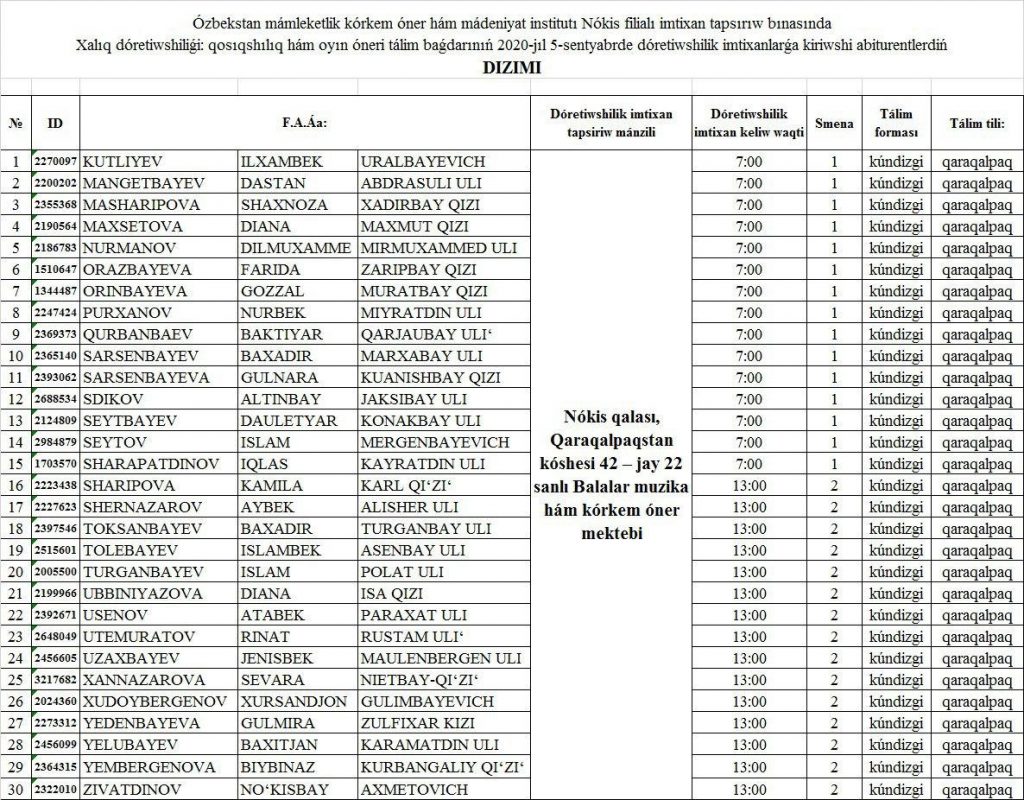 Ózbekstan mámleketlik kórkem óner hám mádeniyat institutı Nókis filialı imtixan tapsırıw bınasında
Xalıq dóretiwshiliǵi: qosıqshılıq hám oyın óneri tálim baǵdarınıń 2020-jıl 5-sentyabrde dóretiwshilik imtixanlarǵa kiriwshi abiturentlerdiń
DIZIMI
№ ID F.A.Áa: Dóretiwshilik imtixan tapsiriw mánzili Dóretiwshilik imtixan keliw waqti Smena Tálim forması Tálim tili:
Nókis qalası,
Qaraqalpaqstan
kóshesi 42 – jay 22
sanlı Balalar muzika
hám kórkem óner
mektebi
1 2270097 KUTLIYEV ILXAMBEK URALBAYEVICH 7:00 1 kúndizgi qaraqalpaq
2 2200202 MANGETBAYEV DASTAN ABDRASULI ULI 7:00 1 kúndizgi qaraqalpaq
3 2355368 MASHARIPOVA SHAXNOZA XADIRBAY QIZI 7:00 1 kúndizgi qaraqalpaq
4 2190564 MAXSETOVA DIANA MAXMUT QIZI 7:00 1 kúndizgi qaraqalpaq
5 2186783 NURMANOV DILMUXAMME MIRMUXAMMED ULI 7:00 1 kúndizgi qaraqalpaq
6 1510647 ORAZBAYEVA FARIDA ZARIPBAY QIZI 7:00 1 kúndizgi qaraqalpaq
7 1344487 ORINBAYEVA GOZZAL MURATBAY QIZI 7:00 1 kúndizgi qaraqalpaq
8 2247424 PURXANOV NURBEK MIYRATDIN ULI 7:00 1 kúndizgi qaraqalpaq
9 2369373 QURBANBAEV BAKTIYAR QARJAUBAY ULI‘ 7:00 1 kúndizgi qaraqalpaq
10 2365140 SARSENBAYEV BAXADIR MARXABAY ULI 7:00 1 kúndizgi qaraqalpaq
11 2393062 SARSENBAYEVA GULNARA KUANISHBAY QIZI 7:00 1 kúndizgi qaraqalpaq
12 2688534 SDIKOV ALTINBAY JAKSIBAY ULI 7:00 1 kúndizgi qaraqalpaq
13 2124809 SEYTBAYEV DAULETYAR KONAKBAY ULI 7:00 1 kúndizgi qaraqalpaq
14 2984879 SEYTOV ISLAM MERGENBAYEVICH 7:00 1 kúndizgi qaraqalpaq
15 1703570 SHARAPATDINOV IQLAS KAYRATDIN ULI 7:00 1 kúndizgi qaraqalpaq
16 2223438 SHARIPOVA KAMILA KARL QI‘ZI‘ 13:00 2 kúndizgi qaraqalpaq
17 2227623 SHERNAZAROV AYBEK ALISHER ULI 13:00 2 kúndizgi qaraqalpaq
18 2397546 TOKSANBAYEV BAXADIR TURGANBAY ULI 13:00 2 kúndizgi qaraqalpaq
19 2515601 TOLEBAYEV ISLAMBEK ASENBAY ULI 13:00 2 kúndizgi qaraqalpaq
20 2005500 TURGANBAYEV ISLAM POLAT ULI 13:00 2 kúndizgi qaraqalpaq
21 2199966 UBBINIYAZOVA DIANA ISA QIZI 13:00 2 kúndizgi qaraqalpaq
22 2392671 USENOV ATABEK PARAXAT ULI 13:00 2 kúndizgi qaraqalpaq
23 2648049 UTEMURATOV RINAT RUSTAM ULI‘ 13:00 2 kúndizgi qaraqalpaq
24 2456605 UZAXBAYEV JENISBEK MAULENBERGEN ULI 13:00 2 kúndizgi qaraqalpaq
25 3217682 XANNAZAROVA SEVARA NIETBAY-QI‘ZI‘ 13:00 2 kúndizgi qaraqalpaq
26 2024360 XUDOYBERGENOV XURSANDJON GULIMBAYEVICH 13:00 2 kúndizgi qaraqalpaq
27 2273312 YEDENBAYEVA GULMIRA ZULFIXAR KIZI 13:00 2 kúndizgi qaraqalpaq
28 2456099 YELUBAYEV BAXITJAN KARAMATDIN ULI 13:00 2 kúndizgi qaraqalpaq
29 2364315 YEMBERGENOVA BIYBINAZ KURBANGALIY QI‘ZI‘ 13:00 2 kúndizgi qaraqalpaq
30 2322010 ZIVATDINOV NO‘KISBAY AXMETOVICH 13:00 2 kúndizgi qaraqalpaq